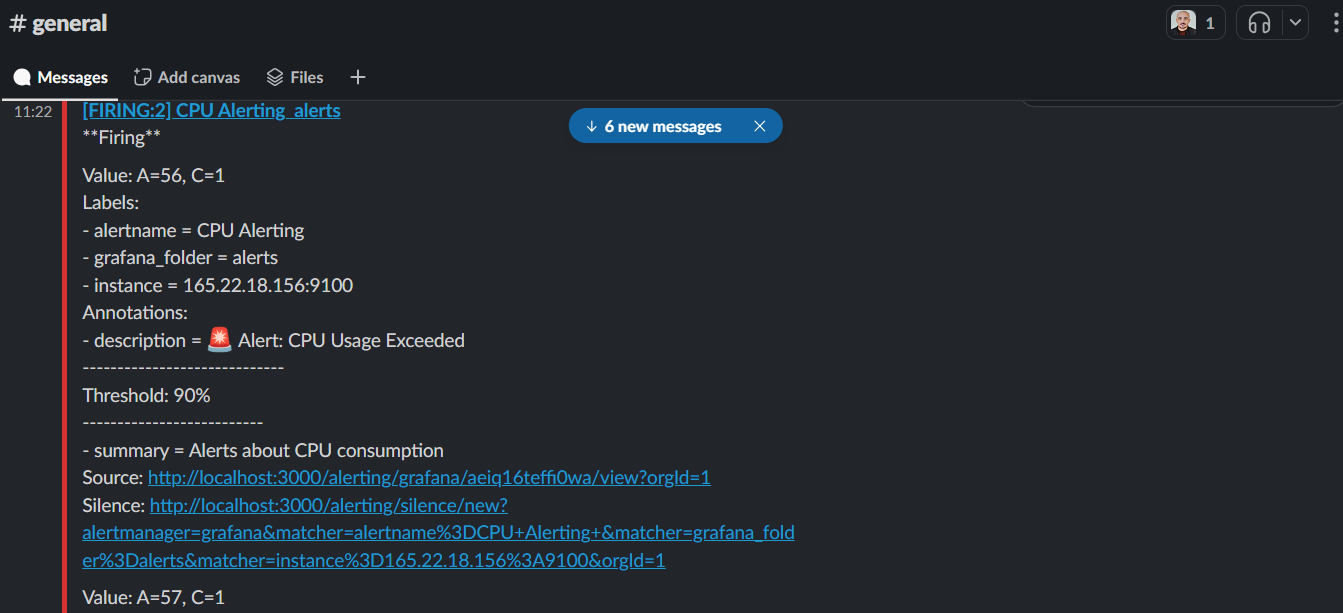 # general
1
Messages
Add canvas
Files
11:22
[FIRING:2] CPU Alerting alerts
6 new messages
**Firing**
Value: A=56, C=1
Labels:
- alertname = CPU Alerting
- grafana_folder = alerts
- instance = 165.22.18.156:9100
Annotations:
- description = 🚨 Alert: CPU Usage Exceeded
-----------------------------
Threshold: 90%
--------------------------
- summary = Alerts about CPU consumption
Source: http://localhost:3000/alerting/grafana/aeiq16teffi0wa/view?orgId=1
Silence: http://localhost:3000/alerting/silence/new?
alertmanager=grafana&matcher=alertname%3DCPU+Alerting+&matcher=grafana_fold
er%3Dalerts&matcher=instance%3D165.22.18.156%3A9100&orgId=1
Value: A=57, C=1